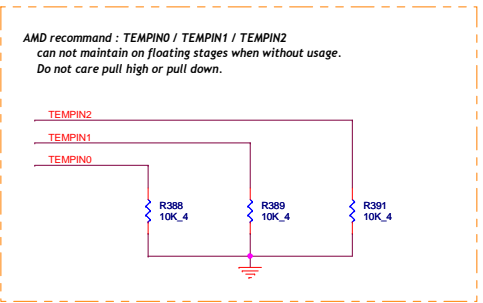 AMD recommand : TEMPIN0 / TEMPIN1 / TEMPIN2
can not maintain on floating stages when without usage.
Do not care pull high or pull down.
TEMPIN2
TEMPIN1
TEMPIN0
R388
10K_4
R389
10K_4
R391
10K_4